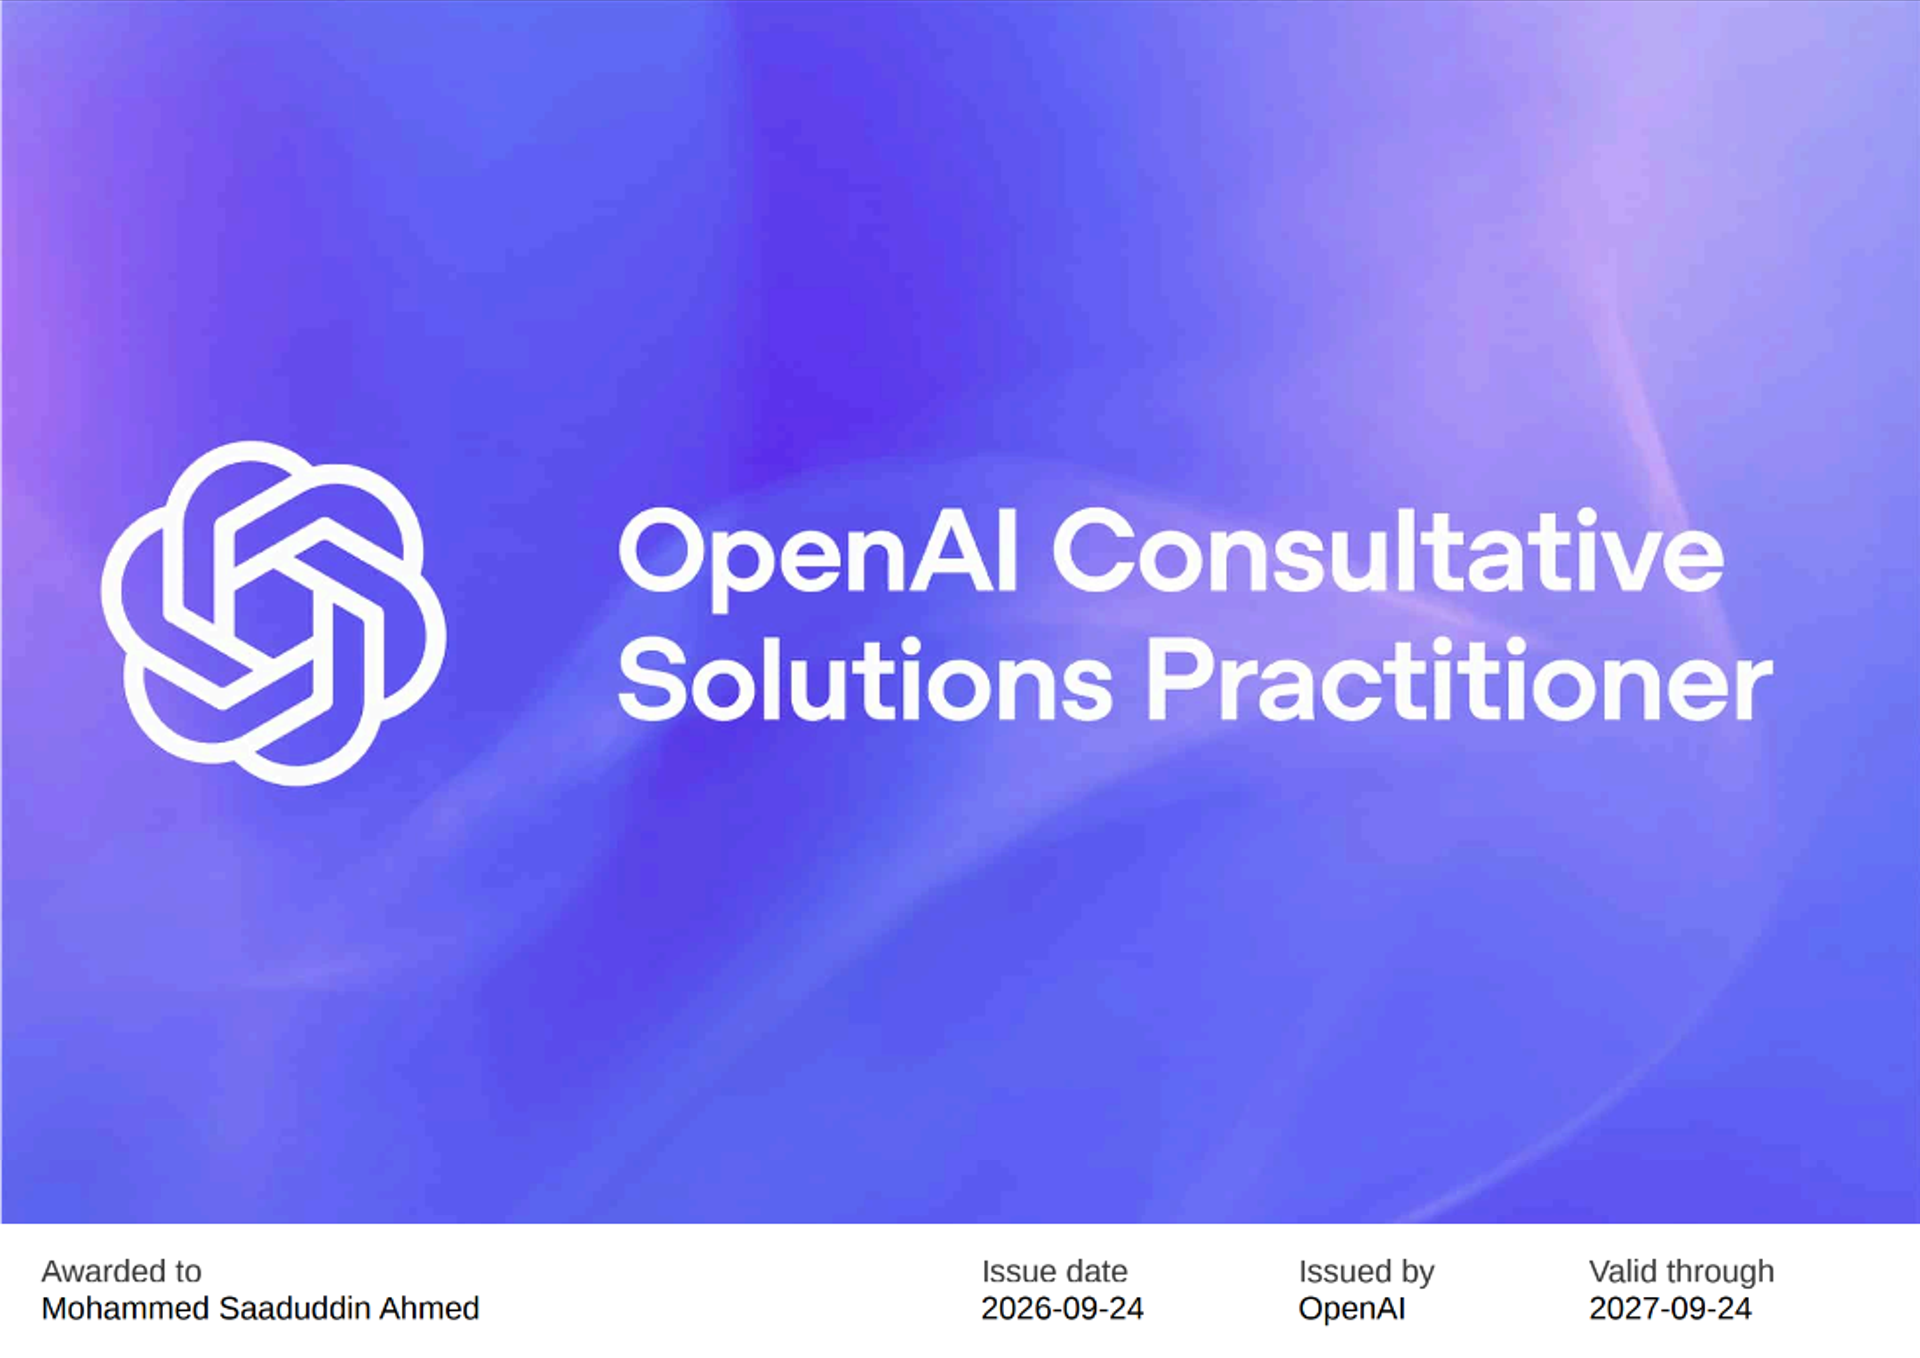 OpenAI Consultative
Solutions Practitioner
Awarded to
Mohammed Saaduddin Ahmed
Issue date
2026-09-24
Issued by
OpenAI
Valid through
2027-09-24